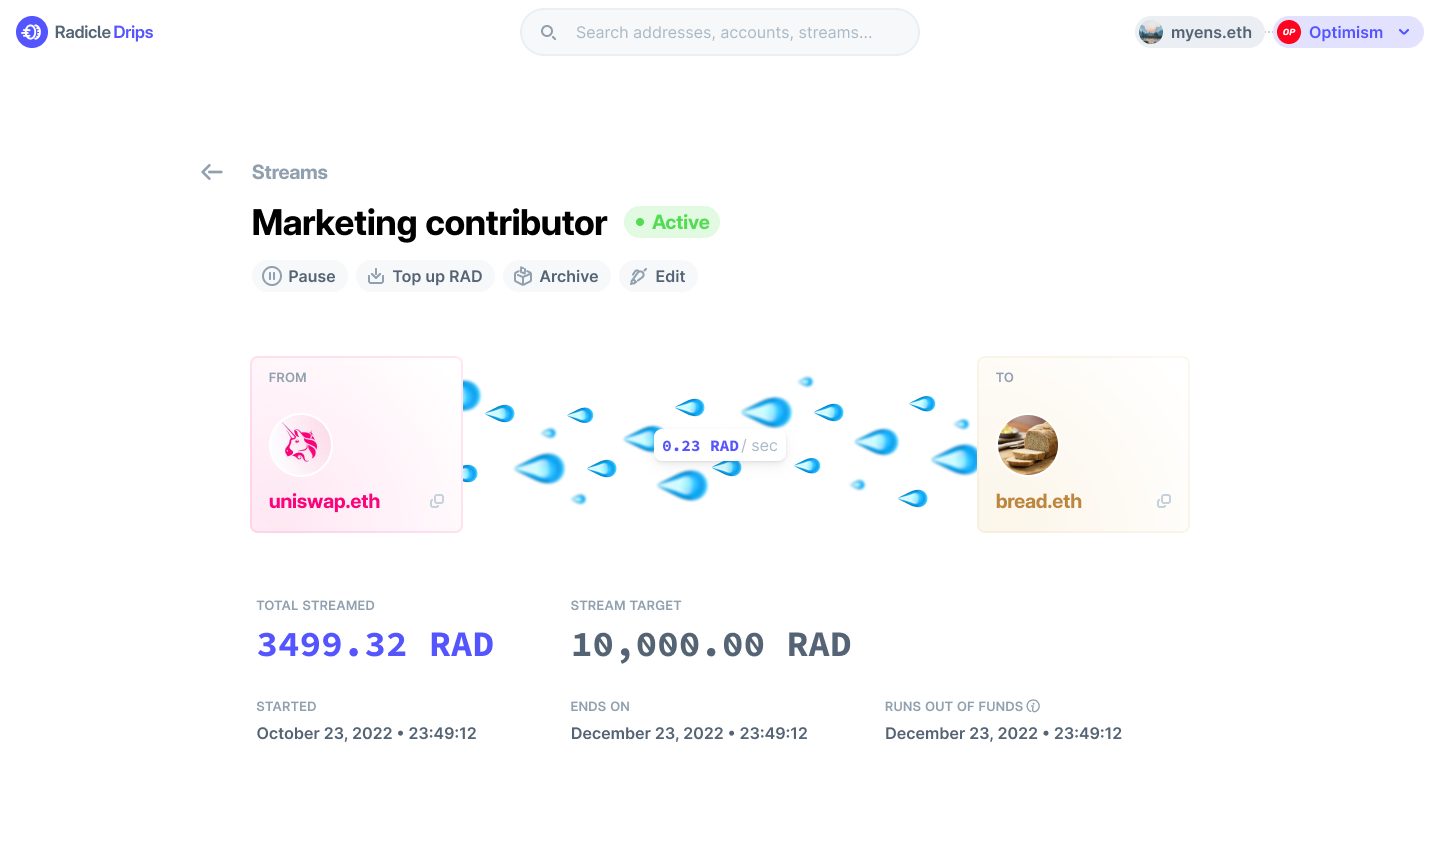 Radicle Drips
Search addresses, accounts, streams...
myens.eth
OP Optimism
Streams
Marketing contributor
Active
Pause
Top up RAD
Archive
Edit
FROM
uniswap.eth
0.23 RAD / sec
TO
bread.eth
TOTAL STREAMED
3499.32 RAD
STREAM TARGET
10,000.00 RAD
STARTED
October 23, 2022 • 23:49:12
ENDS ON
December 23, 2022 • 23:49:12
RUNS OUT OF FUNDS
December 23, 2022 • 23:49:12